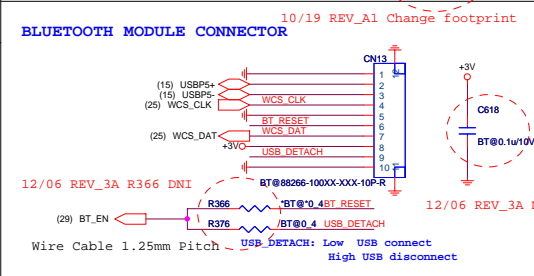 10/19 REV_A1 Change footprint
BLUETOOTH MODULE CONNECTOR
CN13
+3V
(15) USBP5+
(15) USBP5-
(25) WCS_CLK
WCS_CLK
BT_RESET
(25) WCS_DAT
WCS_DAT
+3V
USB_DETACH
1
2
3
4
5
6
7
8
9
10
12
11
C618
BT@0.1u/10V
BT@88266-100XX-XXX-10P-R
12/06 REV_3A R366 DNI
12/06 REV_3A
R366
*BT@*0_4
BT_RESET
(29) BT_EN
R376
BT@0_4
USB_DETACH
Wire Cable 1.25mm Pitch
USB_DETACH: Low USB connect
High USB disconnect